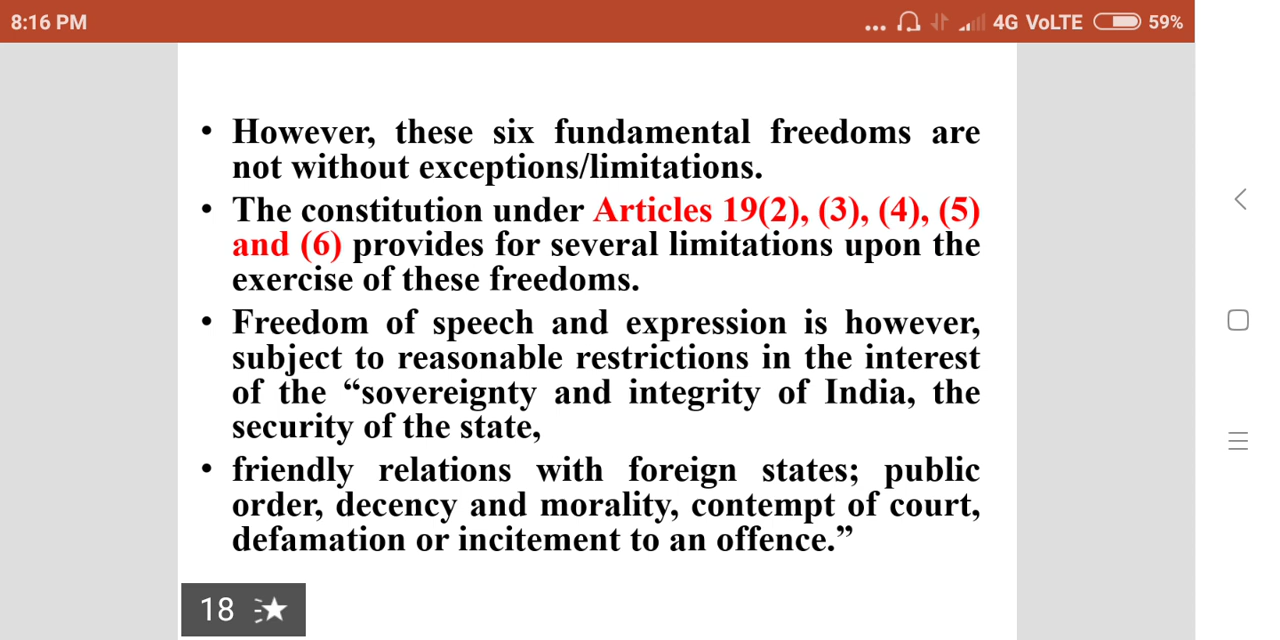 8:16 PM
... 4G VoLTE 59%
• However, these six fundamental freedoms are
not without exceptions/limitations.
• The constitution under Articles 19(2), (3), (4), (5)
and (6) provides for several limitations upon the
exercise of these freedoms.
• Freedom of speech and expression is however,
subject to reasonable restrictions in the interest
of the “sovereignty and integrity of India, the
security of the state,
• friendly relations with foreign states; public
order, decency and morality, contempt of court,
defamation or incitement to an offence.”
18